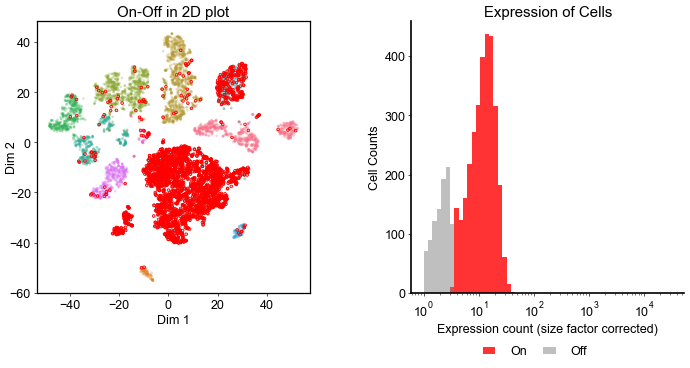 On-Off in 2D plot
Dim 2
40
20
0
−20
−40
−60
−40 −20 0 20 40
Dim 1
Expression of Cells
Cell Counts
400
300
200
100
0
10^0 10^1 10^2 10^3 10^4
Expression count (size factor corrected)
On Off